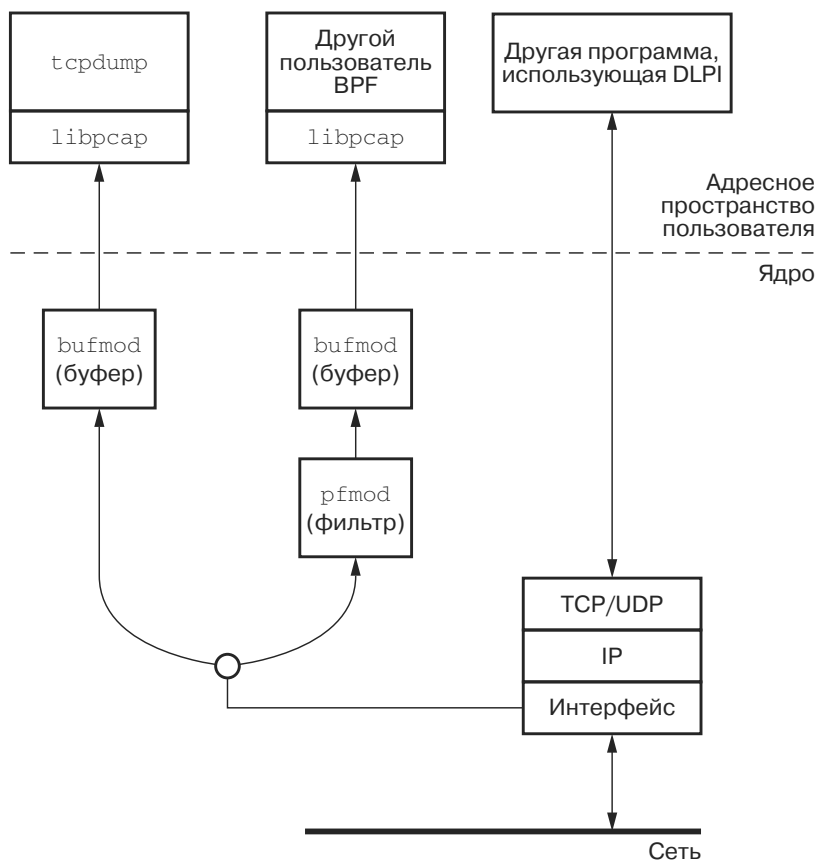 tcpdump
libpcap
Другой
пользователь
BPF
libpcap
Другая программа,
использующая DLPI
Адресное
пространство
пользователя
Ядро
bufmod
(буфер)
bufmod
(буфер)
pfmod
(фильтр)
TCP/UDP
IP
Интерфейс
Сеть